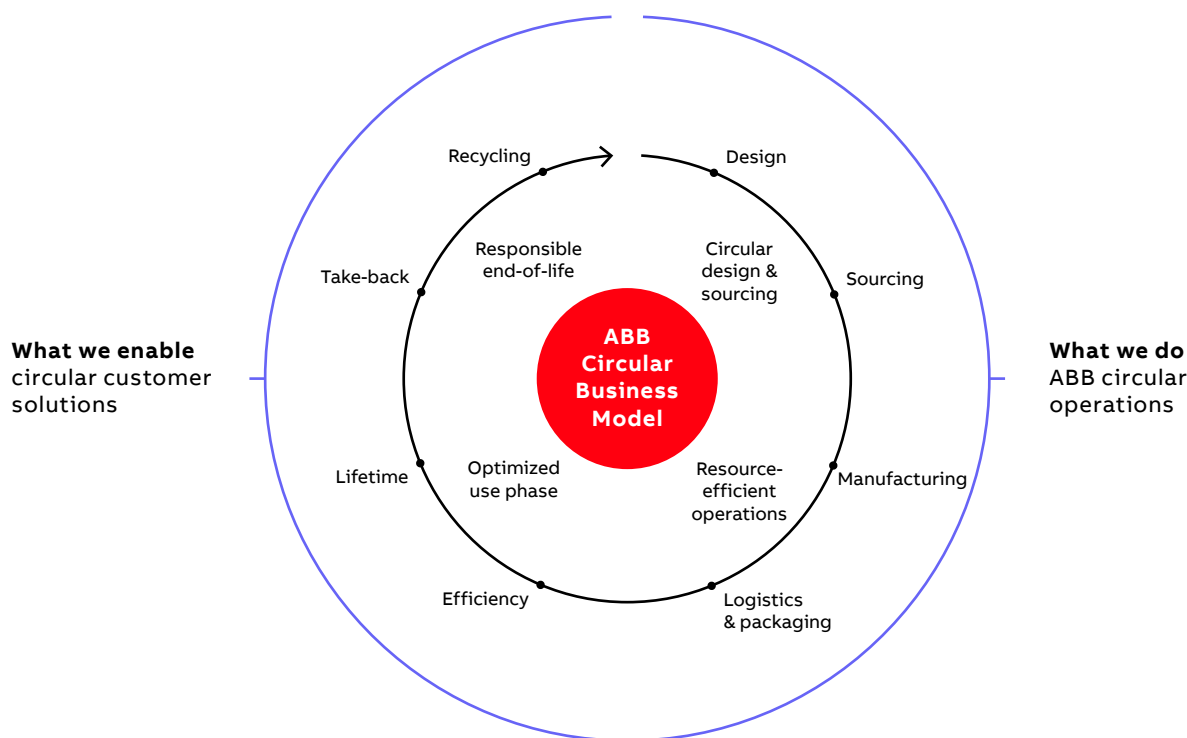 Recycling
Design
Responsible
end-of-life
Circular
design &
sourcing
Take-back
Sourcing
What we enable
circular customer
solutions
ABB
Circular
Business
Model
What we do
ABB circular
operations
Lifetime
Optimized
use phase
Resource-
efficient
operations
Manufacturing
Efficiency
Logistics
& packaging